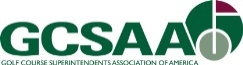 GCSAA
GOLF COURSE SUPERINTENDENTS ASSOCIATION OF AMERICA